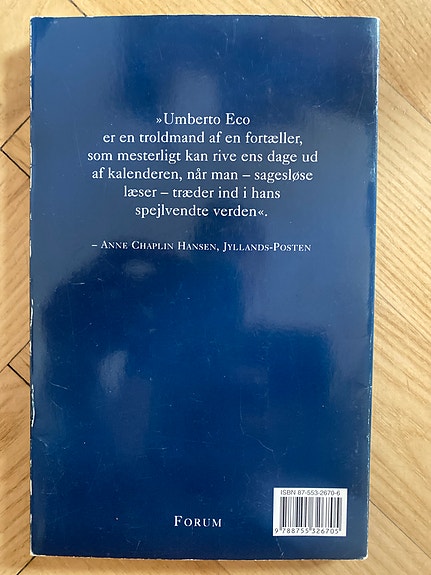 »Umberto Eco
er en troldmand af en fortæller,
som mesterligt kan rive ens dage ud
af kalenderen, når man – sagesløse
læser – træder ind i hans
spejlvendte verden«.
– Anne Chaplin Hansen, Jyllands-Posten
ISBN 87-553-2670-6
9 788755 326705
Forum